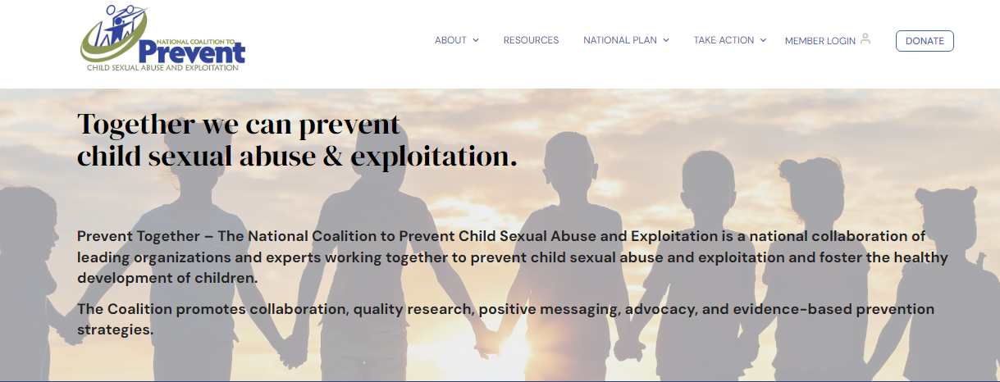 NATIONAL COALITION TO
Prevent
CHILD SEXUAL ABUSE AND EXPLOITATION
ABOUT
RESOURCES
NATIONAL PLAN
TAKE ACTION
MEMBER LOGIN
DONATE
Together we can prevent
child sexual abuse & exploitation.
Prevent Together – The National Coalition to Prevent Child Sexual Abuse and Exploitation is a national collaboration of
leading organizations and experts working together to prevent child sexual abuse and exploitation and foster the healthy
development of children.
The Coalition promotes collaboration, quality research, positive messaging, advocacy, and evidence-based prevention
strategies.